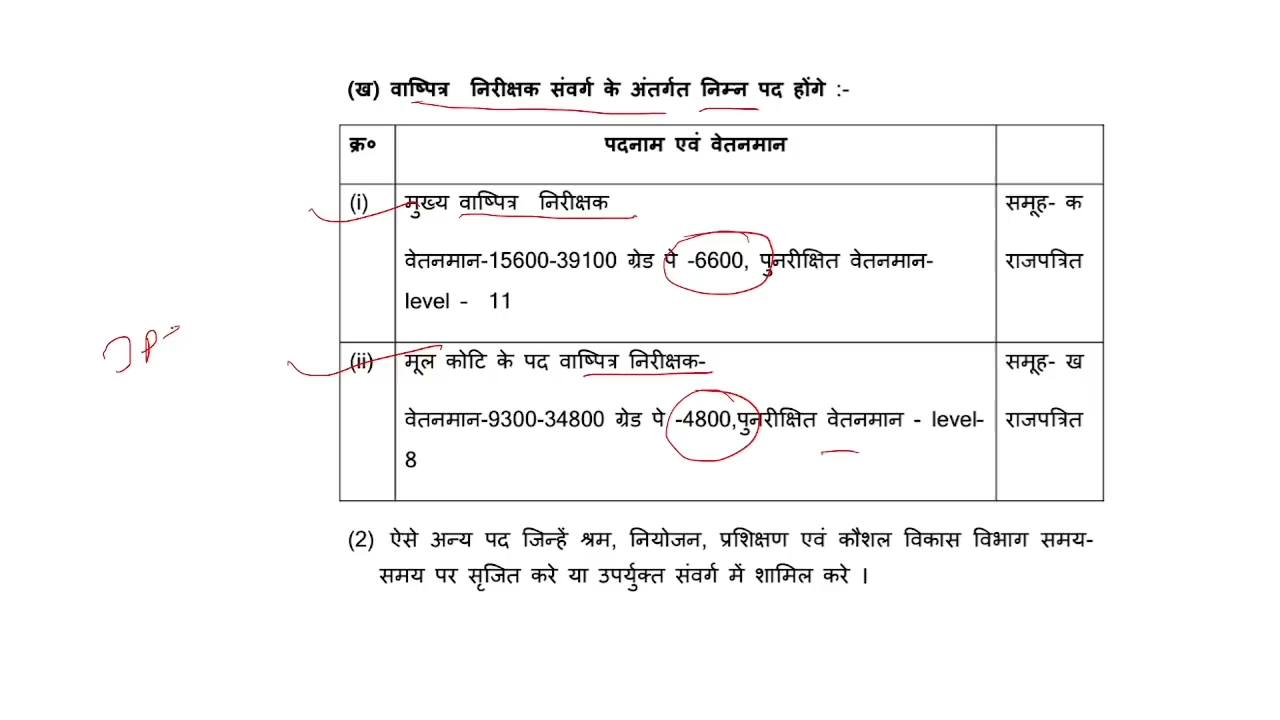 (ख) वाष्पित्र निरीक्षक संवर्ग के अंतर्गत निम्न पद होंगे :-
क्र० पदनाम एवं वेतनमान
(i) मुख्य वाष्पित्र निरीक्षक समूह- क
वेतनमान-15600-39100 ग्रेड पे -6600, पुनरीक्षित वेतनमान- राजपत्रित
level - 11
(ii) मूल कोटि के पद वाष्पित्र निरीक्षक- समूह- ख
वेतनमान-9300-34800 ग्रेड पे -4800,पुनरीक्षित वेतनमान - level- राजपत्रित
8
(2) ऐसे अन्य पद जिन्हें श्रम, नियोजन, प्रशिक्षण एवं कौशल विकास विभाग समय-
समय पर सृजित करे या उपर्युक्त संवर्ग में शामिल करे ।